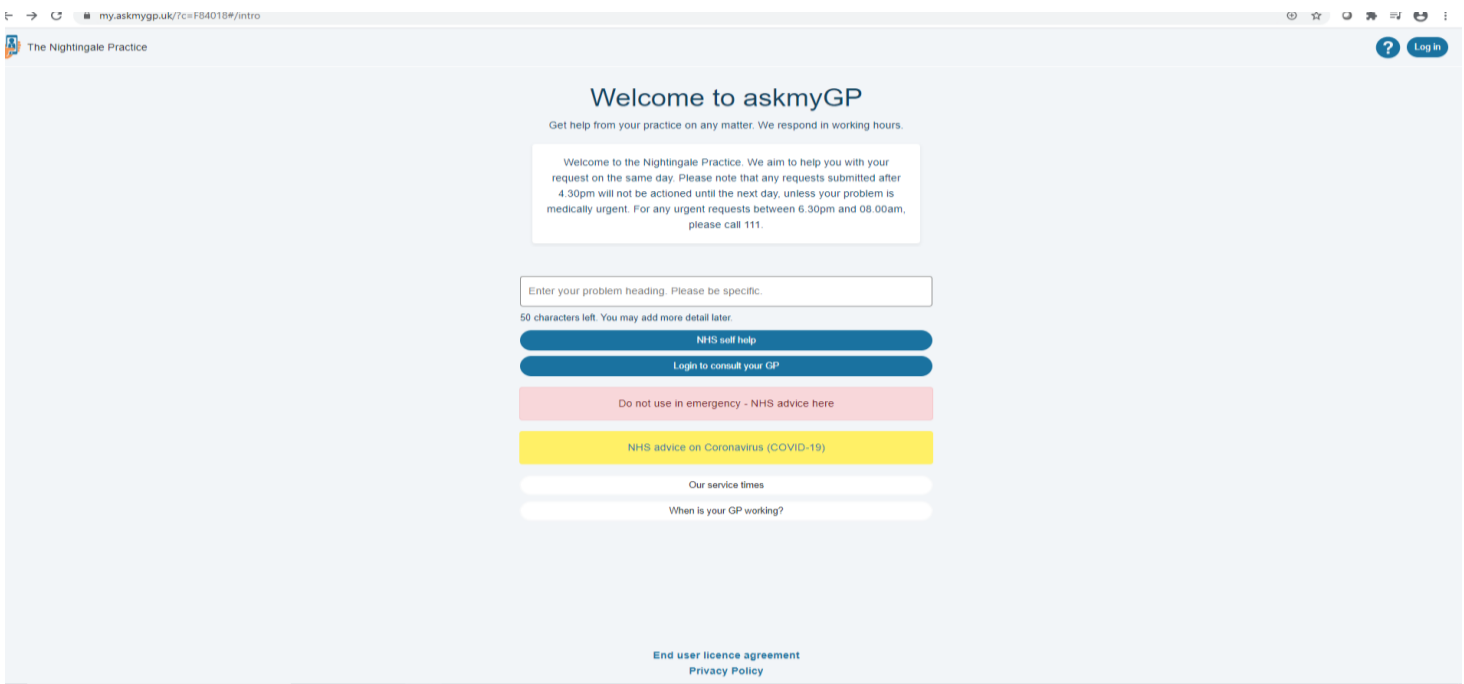 my.askmygp.uk/?c=F84018#/intro
The Nightingale Practice
?
Log in
Welcome to askmyGP
Get help from your practice on any matter. We respond in working hours.
Welcome to the Nightingale Practice. We aim to help you with your
request on the same day. Please note that any requests submitted after
4.30pm will not be actioned until the next day, unless your problem is
medically urgent. For any urgent requests between 6.30pm and 08.00am,
please call 111.
Enter your problem heading. Please be specific.
50 characters left. You may add more detail later.
NHS self help
Login to consult your GP
Do not use in emergency - NHS advice here
NHS advice on Coronavirus (COVID-19)
Our service times
When is your GP working?
End user licence agreement
Privacy Policy